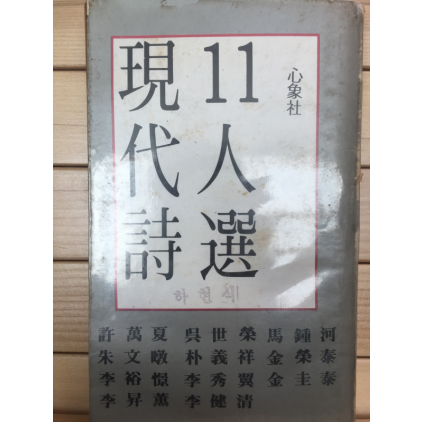 現代詩
11人選
心象社
하현식
許萬夏 吳世榮 馬鍾河
朱文暾 朴義祥 金榮泰
李裕憬 李秀翼 金圭泰
李昇薰 李健清